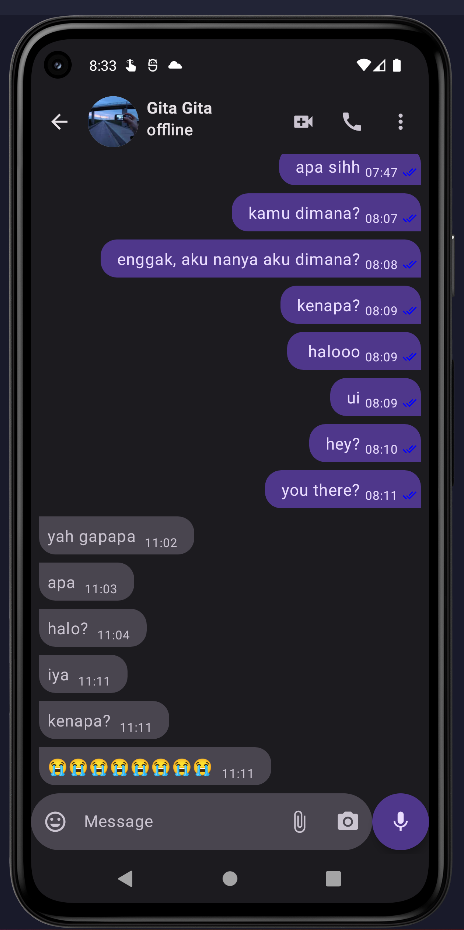 8:33
Gita Gita
offline
apa sihh 07:47
kamu dimana? 08:07
enggak, aku nanya aku dimana? 08:08
kenapa? 08:09
halooo 08:09
ui 08:09
hey? 08:10
you there? 08:11
yah gapapa 11:02
apa 11:03
halo? 11:04
iya 11:11
kenapa? 11:11
😭😭😭😭😭😭😭😭 11:11
Message